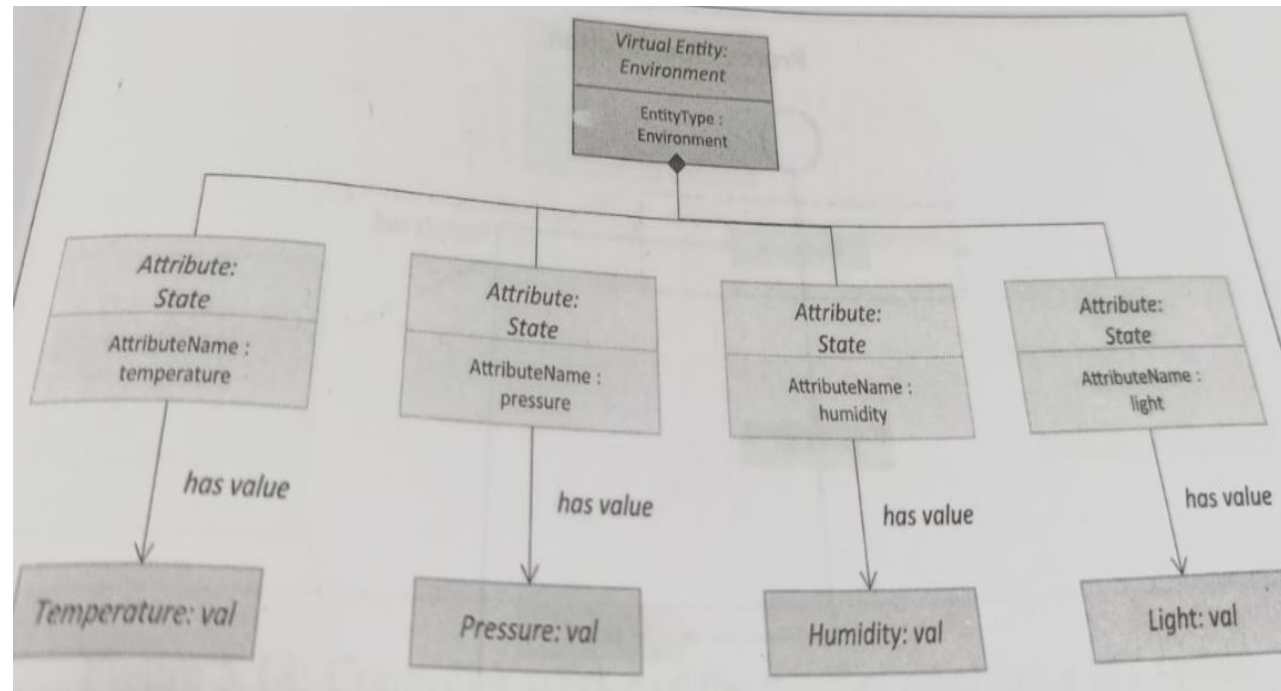 Virtual Entity:
Environment
EntityType :
Environment
Attribute:
State
AttributeName :
temperature
Attribute:
State
AttributeName :
pressure
Attribute:
State
AttributeName :
humidity
Attribute:
State
AttributeName :
light
has value
has value
has value
has value
Temperature: val
Pressure: val
Humidity: val
Light: val